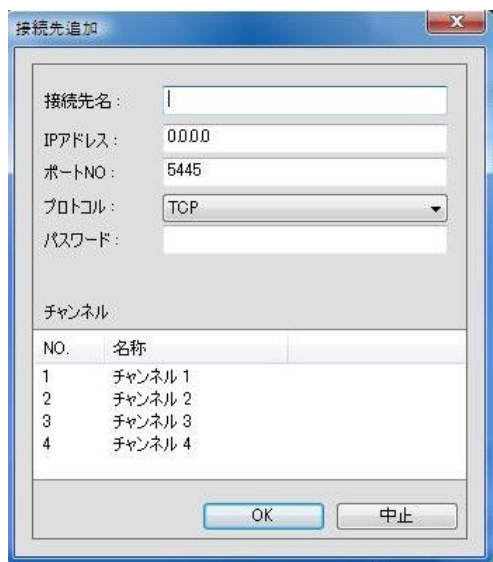 接続先追加
接続先名：
IPアドレス： 0.0.0.0
ポートNO： 5445
プロトコル： TCP
パスワード：
チャンネル
NO. 名称
1 チャンネル 1
2 チャンネル 2
3 チャンネル 3
4 チャンネル 4
OK 中止